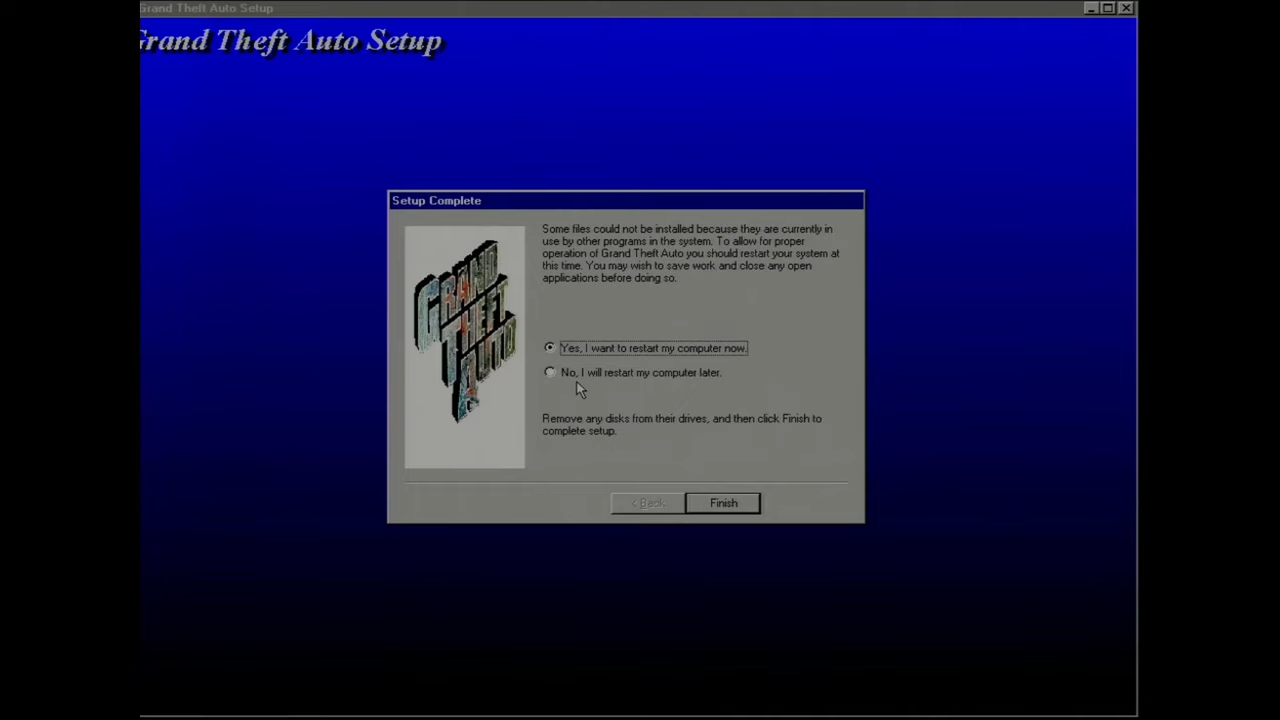 Grand Theft Auto Setup
Grand Theft Auto Setup
Setup Complete
Some files could not be installed because they are currently in
use by other programs in the system. To allow for proper
operation of Grand Theft Auto you should restart your system at
this time. You may wish to save work and close any open
applications before doing so.
GRAND
THEFT
AUTO
Yes, I want to restart my computer now.
No, I will restart my computer later.
Remove any disks from their drives, and then click Finish to
complete setup.
< Back
Finish